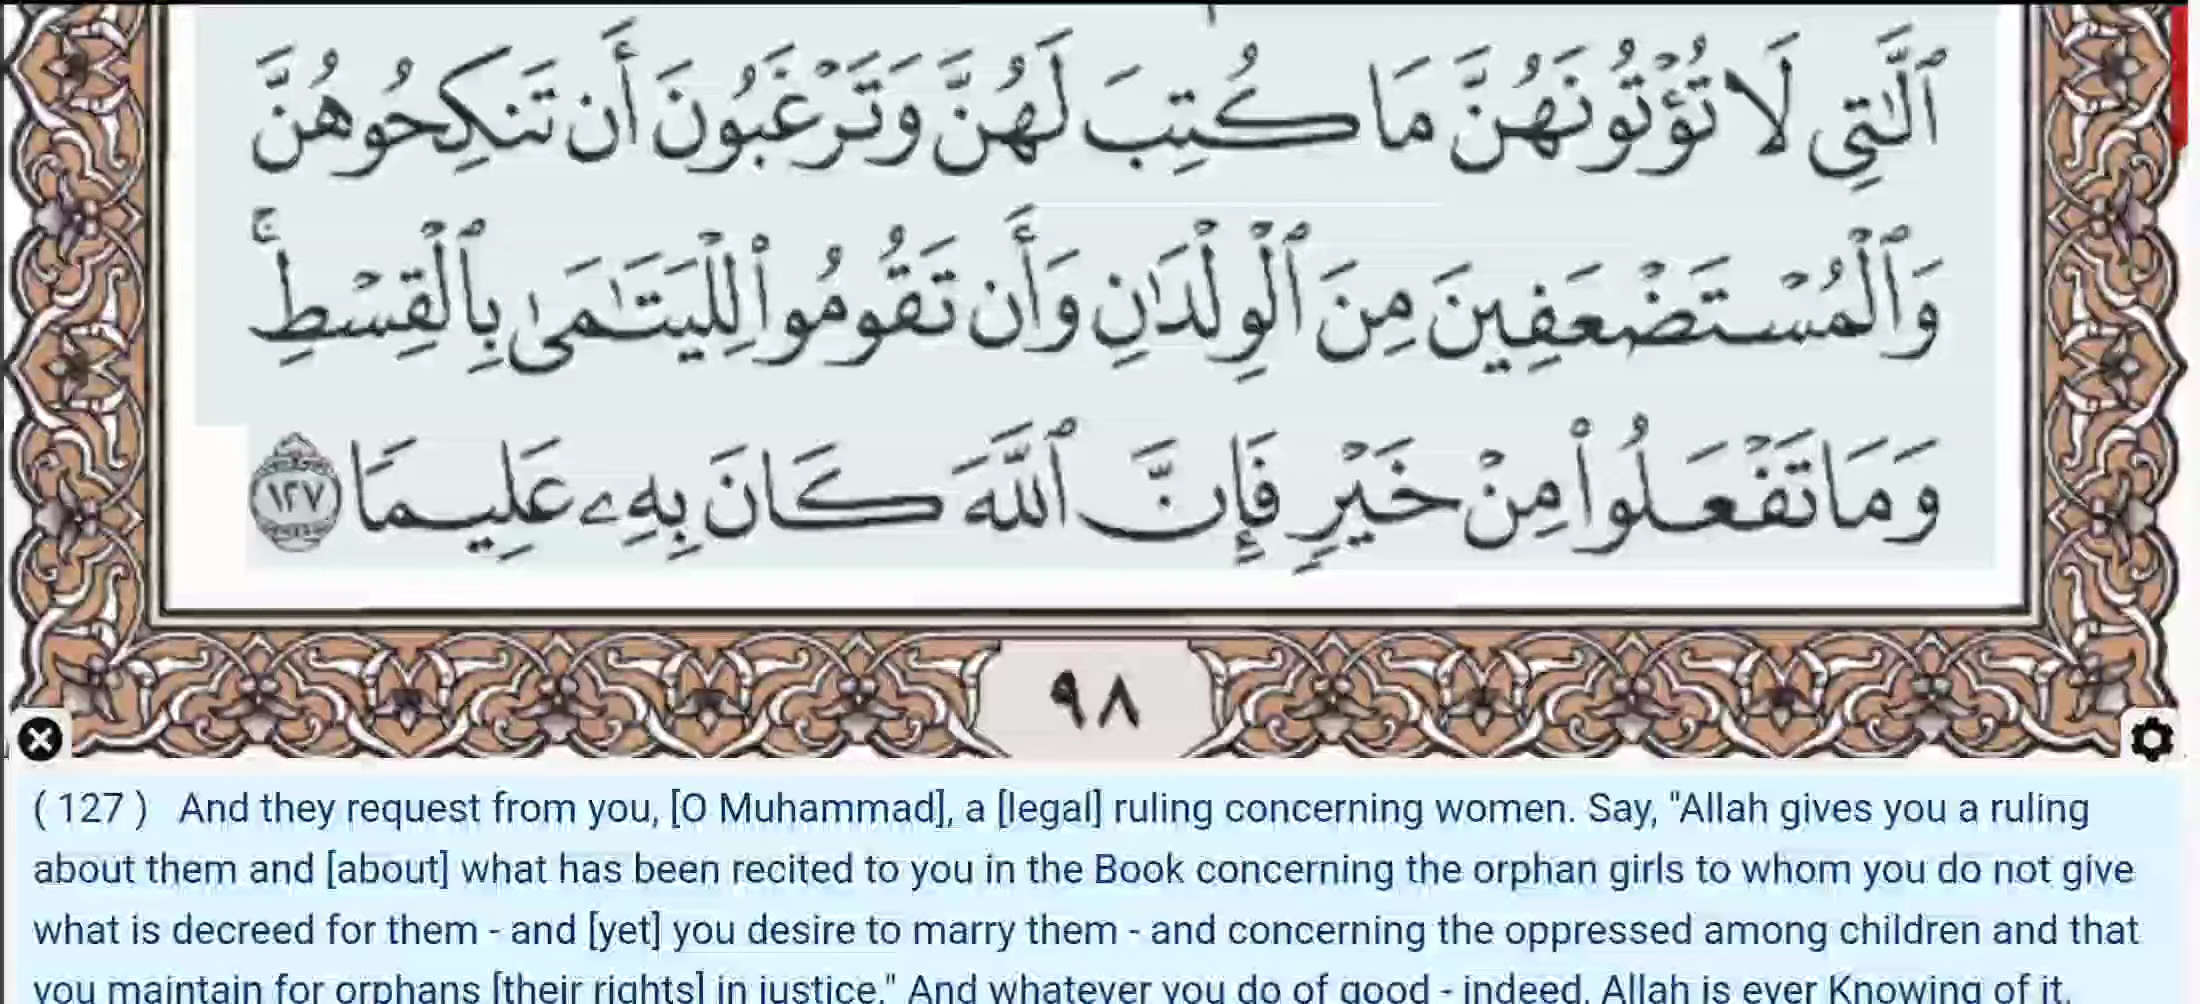 ٱلَّٰتِي لَا تُؤْتُونَهُنَّ مَا كُتِبَ لَهُنَّ وَتَرْغَبُونَ أَن تَنكِحُوهُنَّ
وَٱلْمُسْتَضْعَفِينَ مِنَ ٱلْوِلْدَٰنِ وَأَن تَقُومُوا۟ لِلْيَتَٰمَىٰ بِٱلْقِسْطِ ۚ
وَمَا تَفْعَلُوا۟ مِنْ خَيْرٍ فَإِنَّ ٱللَّهَ كَانَ بِهِۦ عَلِيمًا ١٢٧
٩٨
( 127 ) And they request from you, [O Muhammad], a [legal] ruling concerning women. Say, "Allah gives you a ruling
about them and [about] what has been recited to you in the Book concerning the orphan girls to whom you do not give
what is decreed for them - and [yet] you desire to marry them - and concerning the oppressed among children and that
you maintain for orphans [their rights] in justice." And whatever you do of good - indeed, Allah is ever Knowing of it.